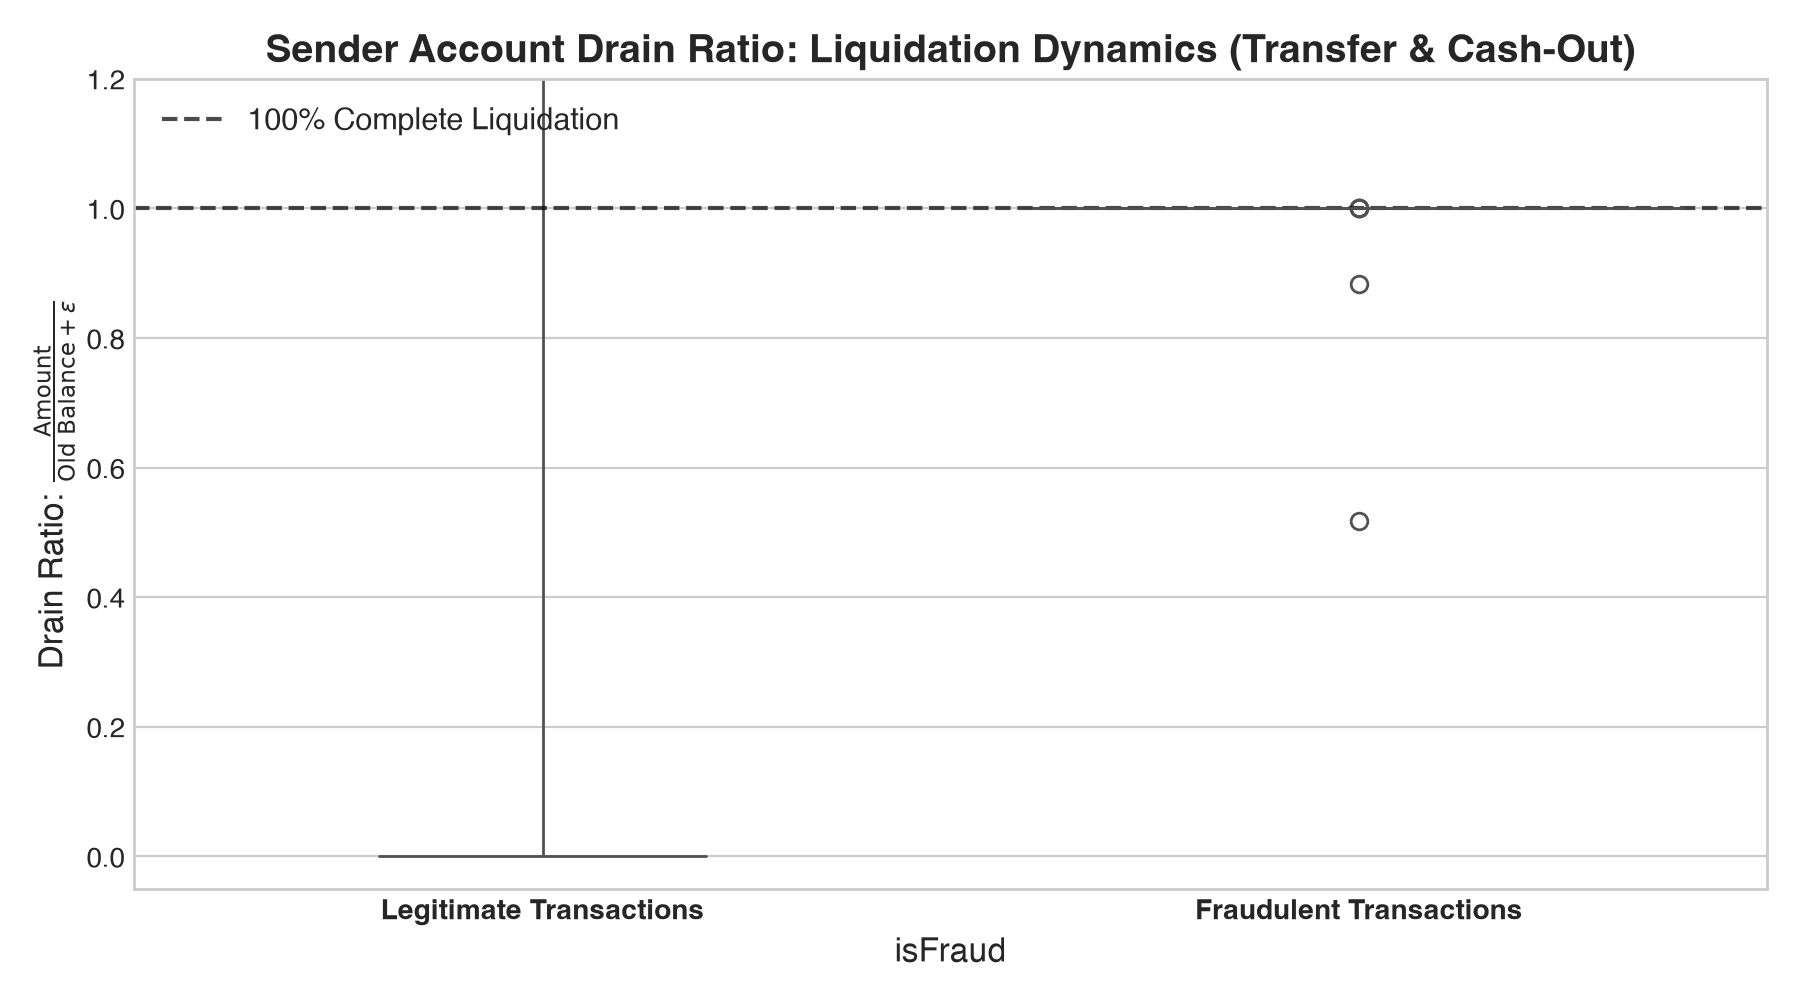 Sender Account Drain Ratio: Liquidation Dynamics (Transfer & Cash-Out)
100% Complete Liquidation
1.2
1.0
0.8
0.6
0.4
0.2
0.0
Drain Ratio: Amount / Old Balance + ε
Legitimate Transactions
Fraudulent Transactions
isFraud